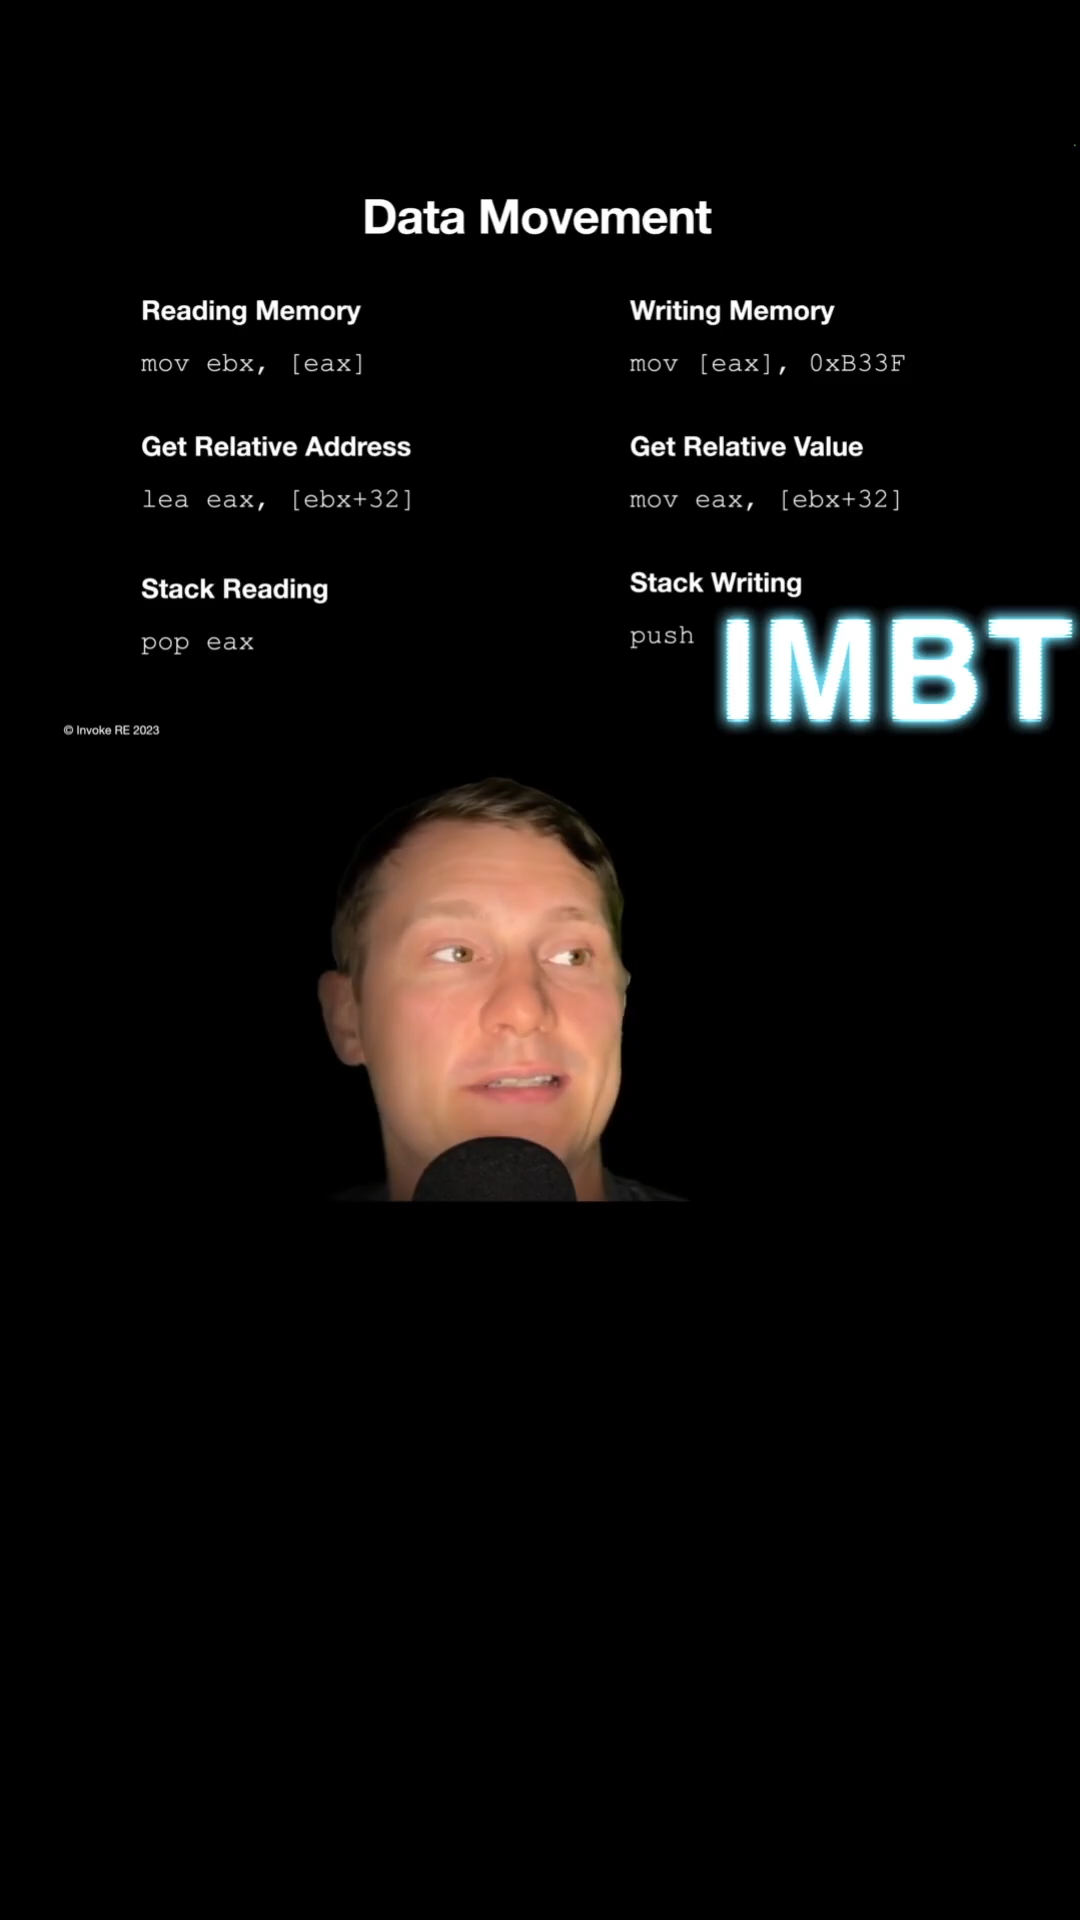 Data Movement
Reading Memory
mov ebx, [eax]
Writing Memory
mov [eax], 0xB33F
Get Relative Address
lea eax, [ebx+32]
Get Relative Value
mov eax, [ebx+32]
Stack Reading
pop eax
Stack Writing
push
IMBT
© Invoke RE 2023